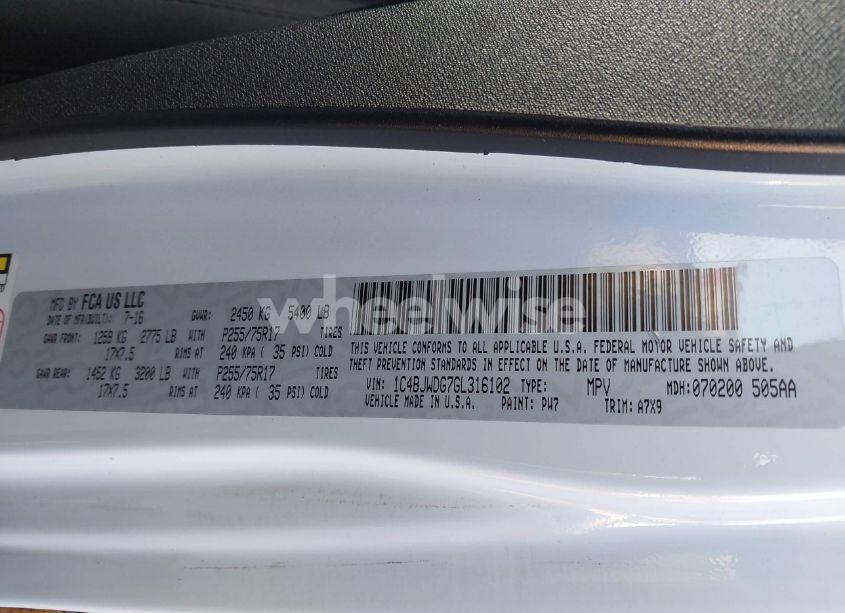 MFD BY FCA US LLC
DATE OF MFR(BUILT): 7-16 GVWR: 2450 KG 5400 LB
GAWR FRONT: 1259 KG 2775 LB WITH P255/75R17 TIRES
17X7.5 RIMS AT 240 KPA ( 35 PSI) COLD
GAWR REAR: 1452 KG 3200 LB WITH P255/75R17 TIRES
17X7.5 RIMS AT 240 KPA ( 35 PSI) COLD
THIS VEHICLE CONFORMS TO ALL APPLICABLE U.S.A. FEDERAL MOTOR VEHICLE SAFETY AND
THEFT PREVENTION STANDARDS IN EFFECT ON THE DATE OF MANUFACTURE SHOWN ABOVE.
VIN: 1C4BJWDG7GL316102 TYPE: MPV MDH:070200 505AA
VEHICLE MADE IN U.S.A. PAINT: PW7 TRIM: A7X9
wheelwise